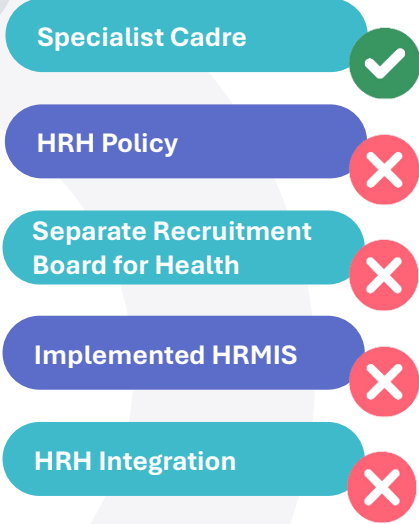 Specialist Cadre
HRH Policy
Separate Recruitment
Board for Health
Implemented HRMIS
HRH Integration